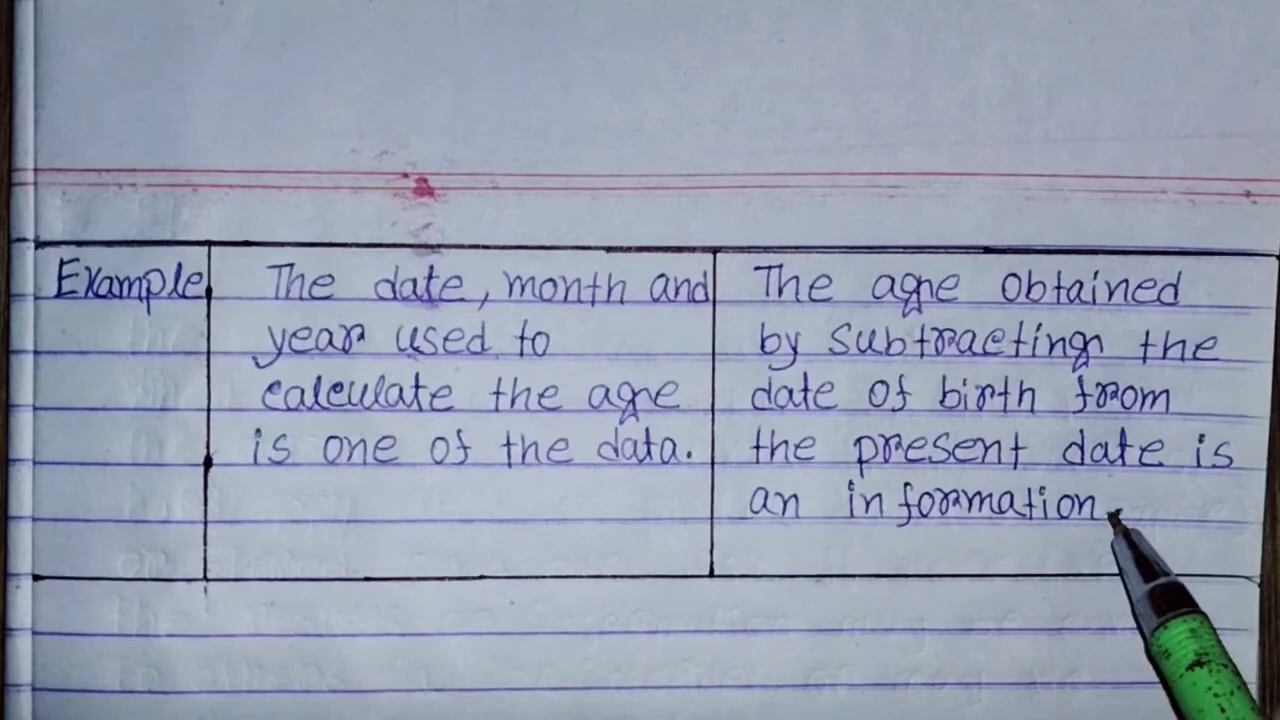 Example
The date, month and
year used to
calculate the age
is one of the data.
The age obtained
by subtracting the
date of birth from
the present date is
an information.